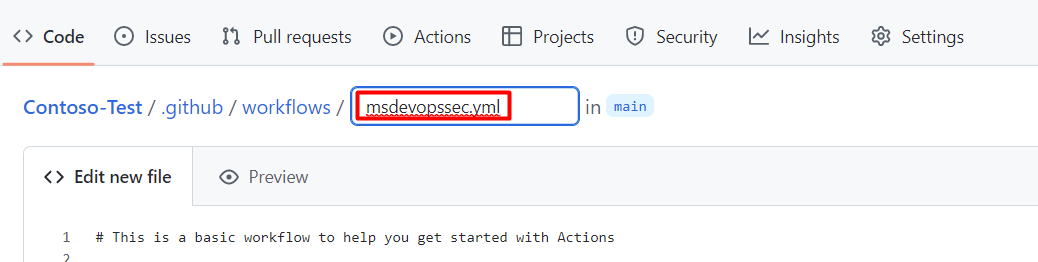 <> Code Issues Pull requests Actions Projects Security Insights Settings
Contoso-Test / .github / workflows / msdevopssec.yml in main
<> Edit new file Preview
1 # This is a basic workflow to help you get started with Actions
2